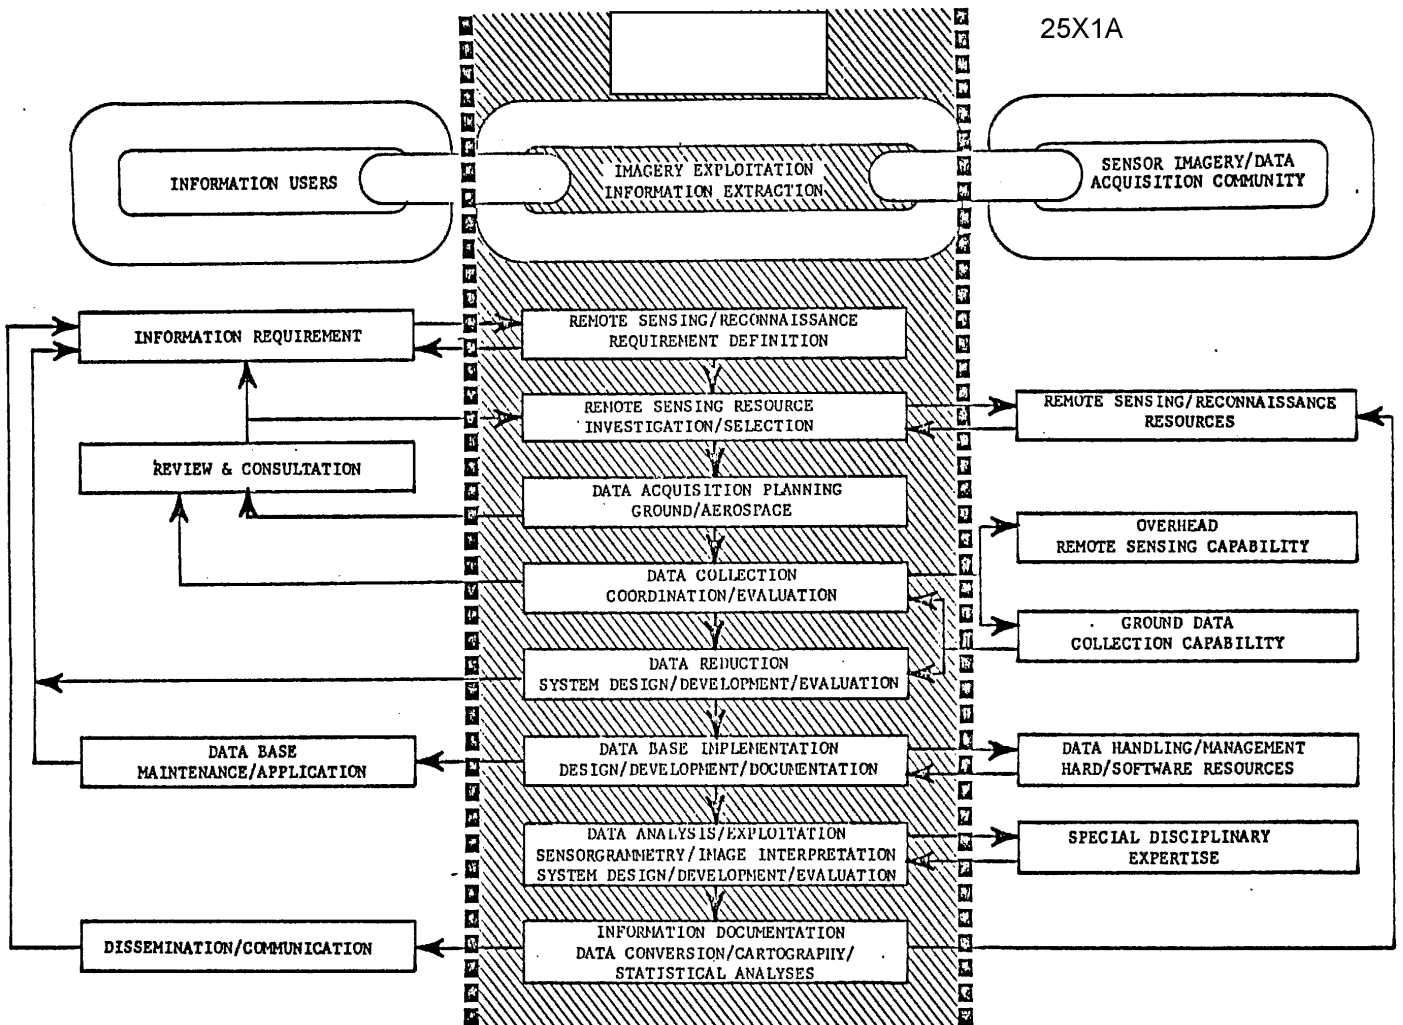 25X1A
INFORMATION USERS
IMAGERY EXPLOITATION
INFORMATION EXTRACTION
SENSOR IMAGERY/DATA
ACQUISITION COMMUNITY
INFORMATION REQUIREMENT
REMOTE SENSING/RECONNAISSANCE
REQUIREMENT DEFINITION
REMOTE SENSING RESOURCE
INVESTIGATION/SELECTION
REMOTE SENSING/RECONNAISSANCE
RESOURCES
REVIEW & CONSULTATION
DATA ACQUISITION PLANNING
GROUND/AEROSPACE
OVERHEAD
REMOTE SENSING CAPABILITY
DATA COLLECTION
COORDINATION/EVALUATION
GROUND DATA
COLLECTION CAPABILITY
DATA REDUCTION
SYSTEM DESIGN/DEVELOPMENT/EVALUATION
DATA BASE
MAINTENANCE/APPLICATION
DATA BASE IMPLEMENTATION
DESIGN/DEVELOPMENT/DOCUMENTATION
DATA HANDLING/MANAGEMENT
HARD/SOFTWARE RESOURCES
DATA ANALYSIS/EXPLOITATION
SENSORGRAMMETRY/IMAGE INTERPRETATION
SYSTEM DESIGN/DEVELOPMENT/EVALUATION
SPECIAL DISCIPLINARY
EXPERTISE
DISSEMINATION/COMMUNICATION
INFORMATION DOCUMENTATION
DATA CONVERSION/CARTOGRAPHY/
STATISTICAL ANALYSES